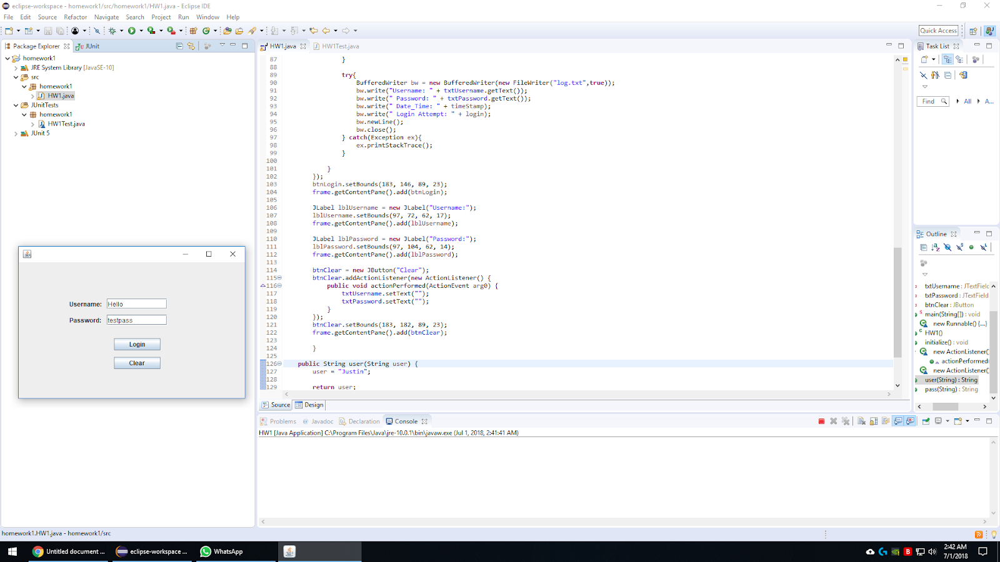 eclipse-workspace - homework1/src/homework1/HW1.java - Eclipse IDE
File Edit Source Refactor Navigate Search Project Run Window Help
Quick Access
Package Explorer JUnit
homework1
JRE System Library [JavaSE-10]
src
homework1
HW1.java
JUnitTests
homework1
HW1Test.java
JUnit 5
Username: Hello
Password: testpass
Login
Clear
HW1.java HW1Test.java
87 }
88
89 try{
90 BufferedWriter bw = new BufferedWriter(new FileWriter("log.txt",true));
91 bw.write("Username: " + txtUsername.getText());
92 bw.write(" Password: " + txtPassword.getText());
93 bw.write(" Date_Time: " + timeStamp);
94 bw.write(" Login Attempt: " + login);
95 bw.newLine();
96 bw.close();
97 } catch(Exception ex){
98 ex.printStackTrace();
99 }
100
101 }
102 });
103 btnLogin.setBounds(183, 146, 89, 23);
104 frame.getContentPane().add(btnLogin);
105
106 JLabel lblUsername = new JLabel("Username:");
107 lblUsername.setBounds(97, 72, 62, 17);
108 frame.getContentPane().add(lblUsername);
109
110 JLabel lblPassword = new JLabel("Password:");
111 lblPassword.setBounds(97, 104, 62, 14);
112 frame.getContentPane().add(lblPassword);
113
114 btnClear = new JButton("Clear");
115 btnClear.addActionListener(new ActionListener() {
116 public void actionPerformed(ActionEvent arg0) {
117 txtUsername.setText("");
118 txtPassword.setText("");
119 }
120 });
121 btnClear.setBounds(183, 182, 89, 23);
122 frame.getContentPane().add(btnClear);
123
124 }
125
126 public String user(String user) {
127 user = "Justin";
128
129 return user;
Source Design
Task List
Find All A...
Outline
txtUsername : JTextField
txtPassword : JTextField
btnClear : JButton
main(String[]) : void
new Runnable() {...}
HW1()
initialize() : void
new ActionListener()
actionPerformed(
new ActionListener()
user(String) : String
pass(String) : String
Problems Javadoc Declaration Console
HW1 [Java Application] C:\Program Files\Java\jre-10.0.1\bin\javaw.exe (Jul 1, 2018, 2:41:41 AM)
homework1.HW1.java - homework1/src
Untitled document ... eclipse-workspace ... WhatsApp
2:42 AM
7/1/2018